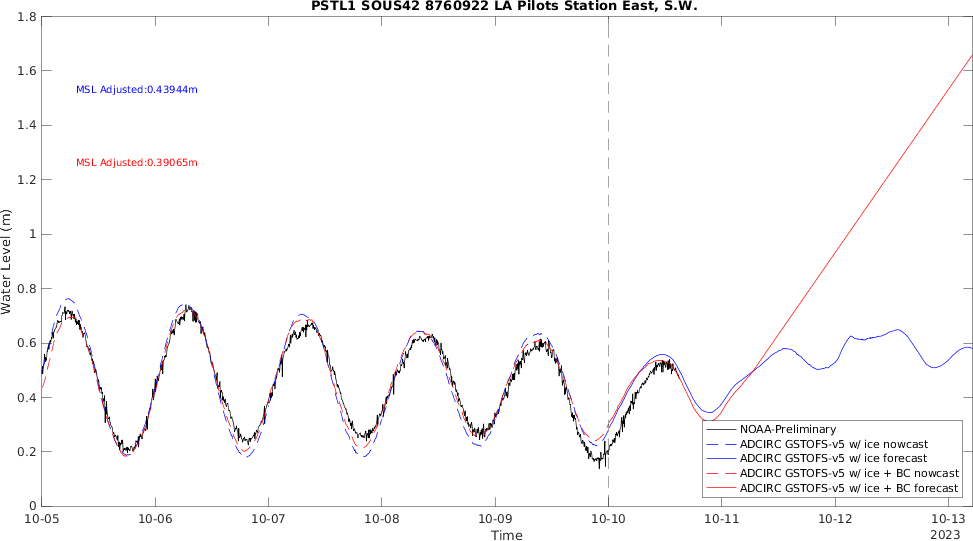 PSTL1 SOUS42 8760922 LA Pilots Station East, S.W.
1.8
1.6
1.4
1.2
1
0.8
0.6
0.4
0.2
0
Water Level (m)
MSL Adjusted:0.43944m
MSL Adjusted:0.39065m
NOAA-Preliminary
ADCIRC GSTOFS-v5 w/ ice nowcast
ADCIRC GSTOFS-v5 w/ ice forecast
ADCIRC GSTOFS-v5 w/ ice + BC nowcast
ADCIRC GSTOFS-v5 w/ ice + BC forecast
10-05 10-06 10-07 10-08 10-09 10-10 10-11 10-12 10-13
2023
Time